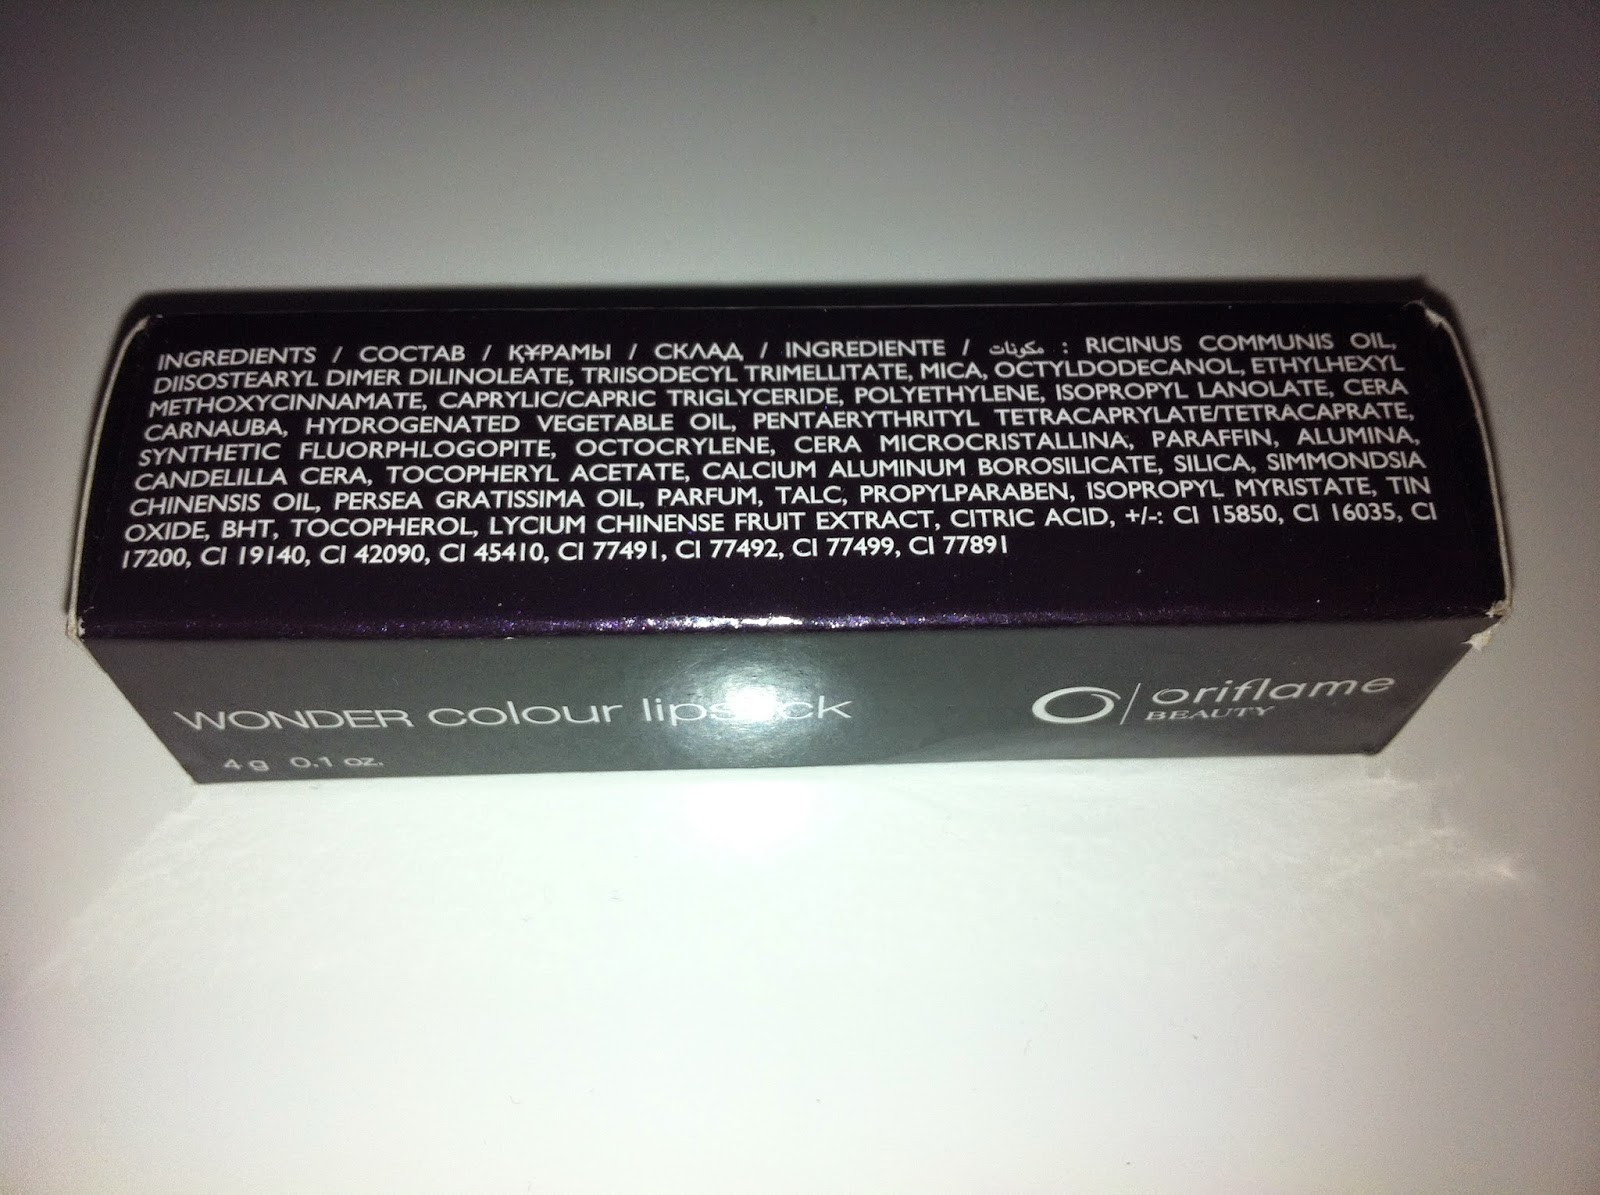 INGREDIENTS / СОСТАВ / ҚҰРАМЫ / СКЛАД / INGREDIENTE / مكونات : RICINUS COMMUNIS OIL,
DIISOSTEARYL DIMER DILINOLEATE, TRIISODECYL TRIMELLITATE, MICA, OCTYLDODECANOL, ETHYLHEXYL
METHOXYCINNAMATE, CAPRYLIC/CAPRIC TRIGLYCERIDE, POLYETHYLENE, ISOPROPYL LANOLATE, CERA
CARNAUBA, HYDROGENATED VEGETABLE OIL, PENTAERYTHRITYL TETRACAPRYLATE/TETRACAPRATE,
SYNTHETIC FLUORPHLOGOPITE, OCTOCRYLENE, CERA MICROCRISTALLINA, PARAFFIN, ALUMINA,
CANDELILLA CERA, TOCOPHERYL ACETATE, CALCIUM ALUMINUM BOROSILICATE, SILICA, SIMMONDSIA
CHINENSIS OIL, PERSEA GRATISSIMA OIL, PARFUM, TALC, PROPYLPARABEN, ISOPROPYL MYRISTATE, TIN
OXIDE, BHT, TOCOPHEROL, LYCIUM CHINENSE FRUIT EXTRACT, CITRIC ACID, +/-: CI 15850, CI 16035, CI
17200, CI 19140, CI 42090, CI 45410, CI 77491, CI 77492, CI 77499, CI 77891
WONDER colour lipstick
4 g 0.1 oz.
oriflame
BEAUTY